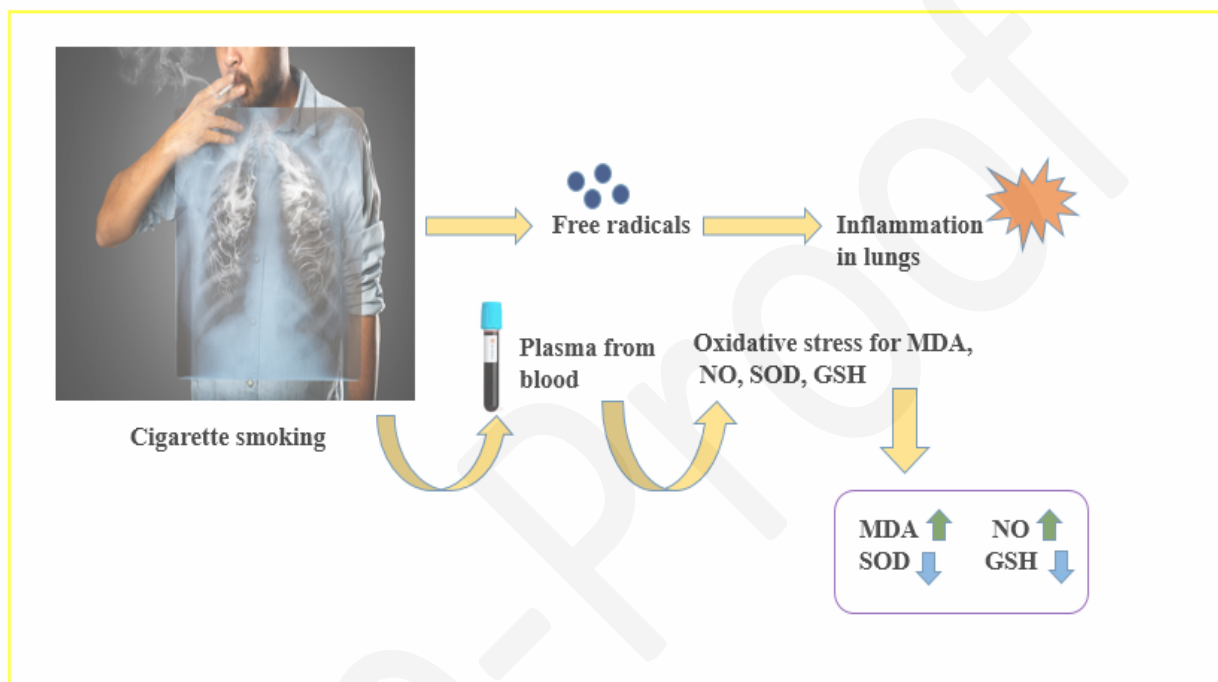 Free radicals
Inflammation
in lungs
Plasma from
blood
Oxidative stress for MDA,
NO, SOD, GSH
Cigarette smoking
MDA NO
SOD GSH
-Proof